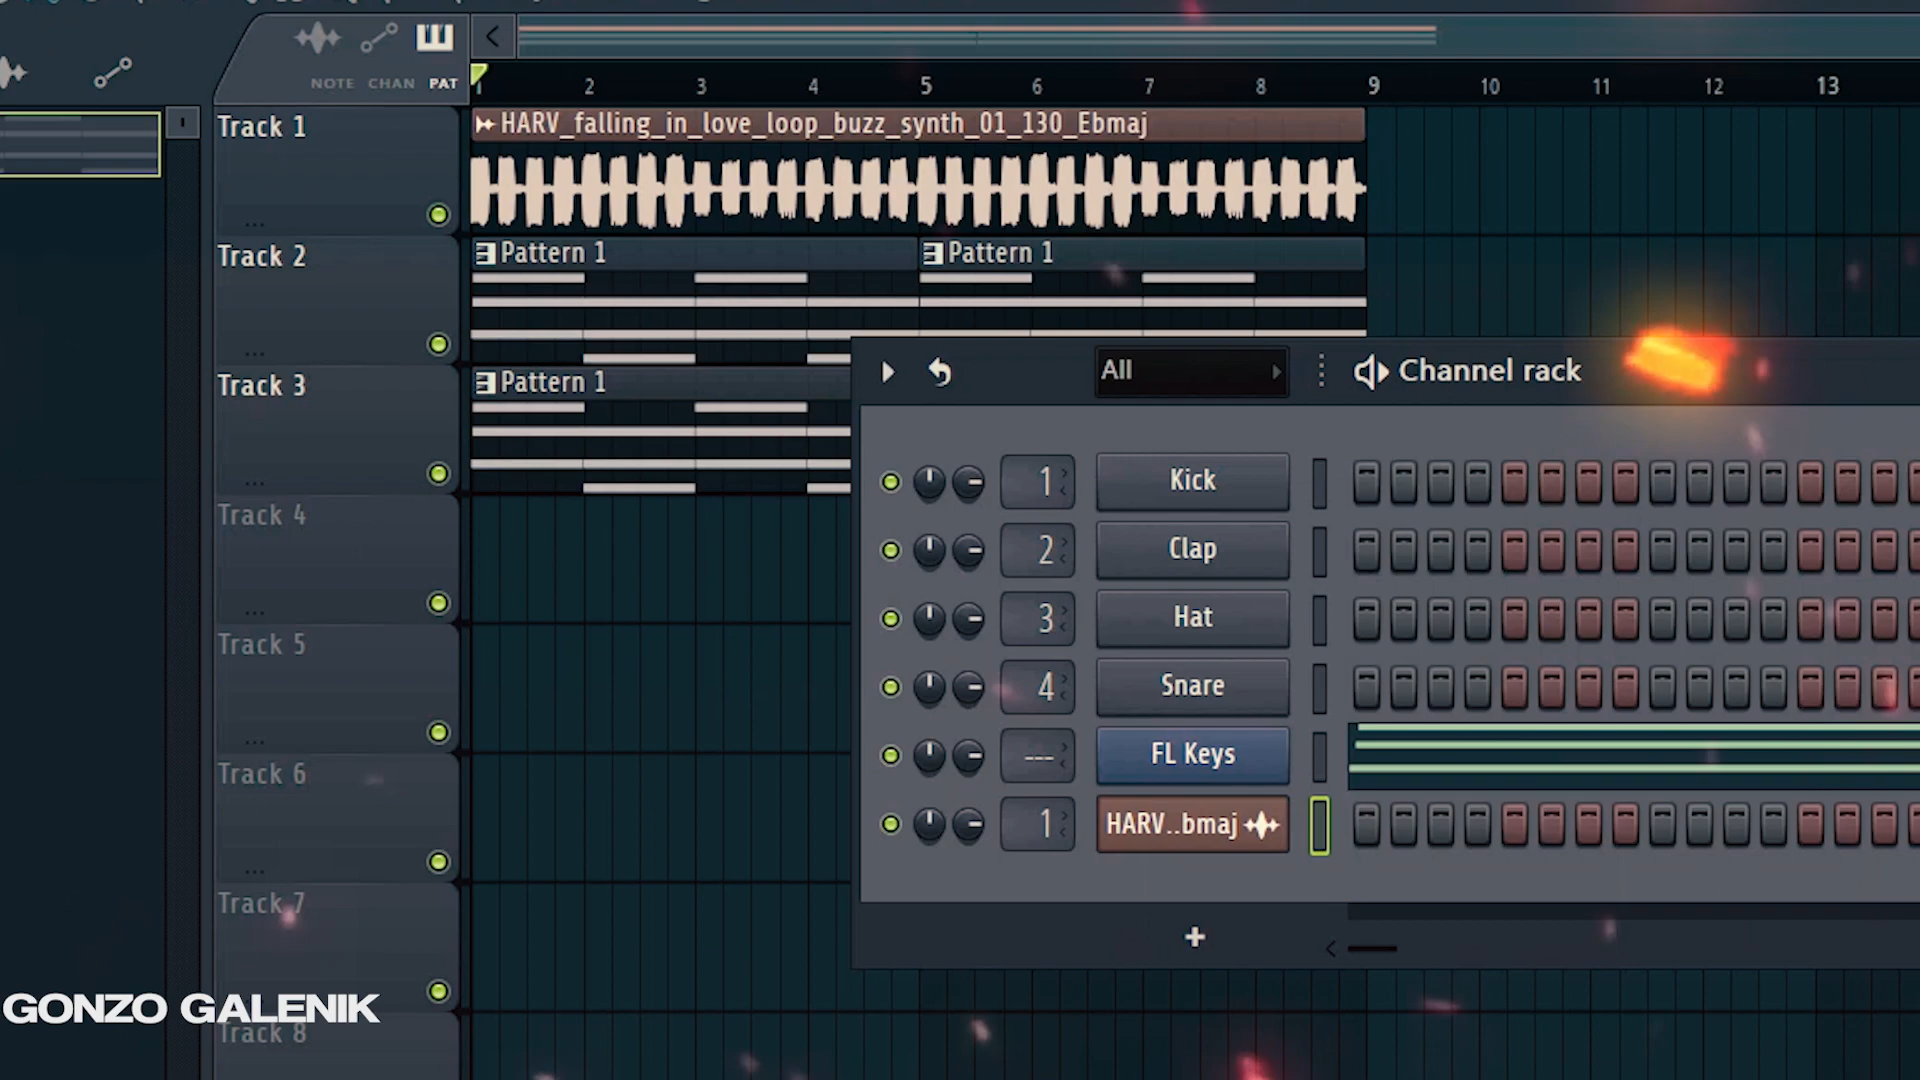 NOTE CHAN PAT
1 2 3 4 5 6 7 8 9 10 11 12 13
Track 1
HARV_falling_in_love_loop_buzz_synth_01_130_Ebmaj
Track 2
Pattern 1 Pattern 1
Track 3
Pattern 1
Track 4
Track 5
Track 6
Track 7
Track 8
All Channel rack
1 Kick
2 Clap
3 Hat
4 Snare
--- FL Keys
1 HARV..bmaj
+
GONZO GALENIK